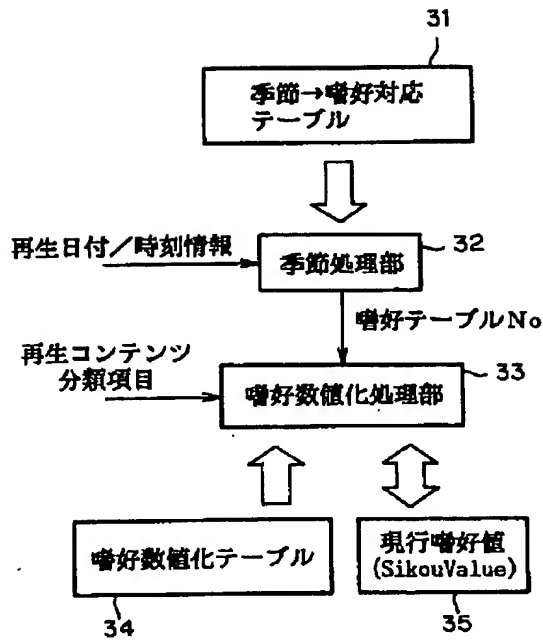 31
季節→嗜好対応
テーブル
再生日付／時刻情報
32
季節処理部
嗜好テーブルNo
再生コンテンツ
分類項目
33
嗜好数値化処理部
嗜好数値化テーブル
34
現行嗜好値
(SikouValue)
35